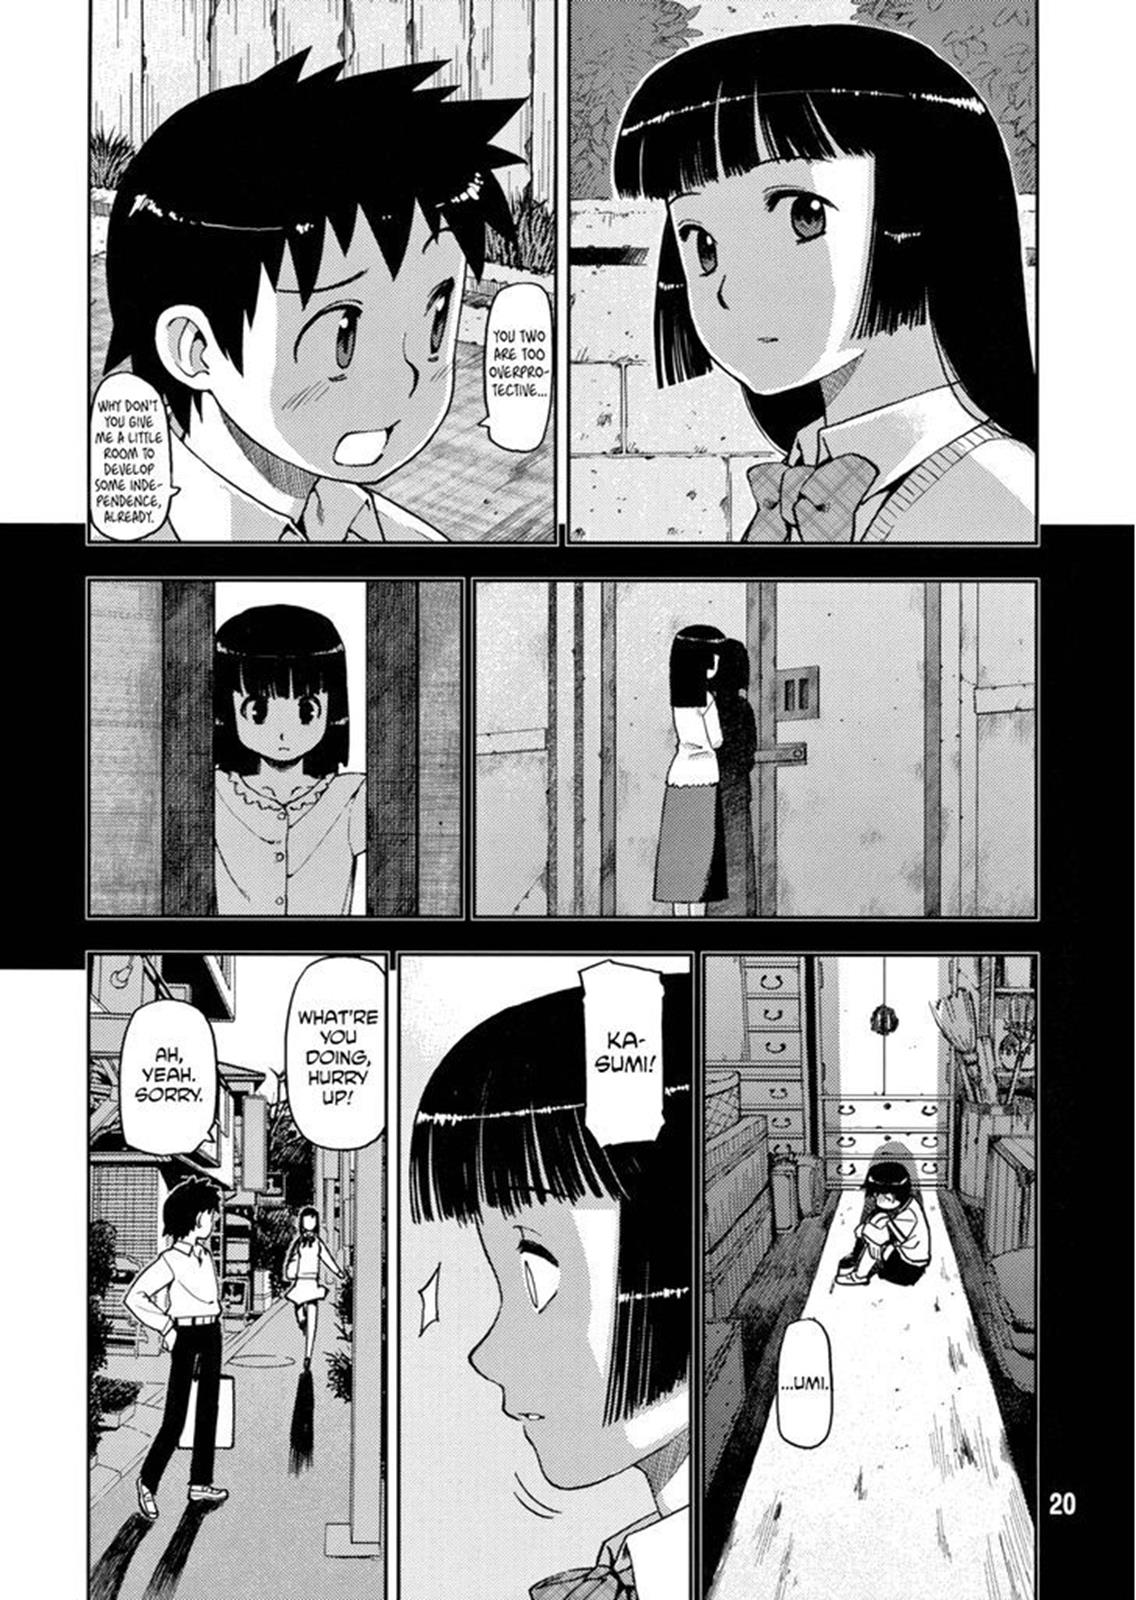 YOU TWO
ARE TOO
OVERPRO-
TECTIVE...
WHY DON'T
YOU GIVE
ME A LITTLE
ROOM TO
DEVELOP
SOME INDE-
PENDENCE,
ALREADY.
...UMI.
KA-
SUMI!
WHAT'RE
YOU
DOING,
HURRY
UP!
AH,
YEAH.
SORRY.
20